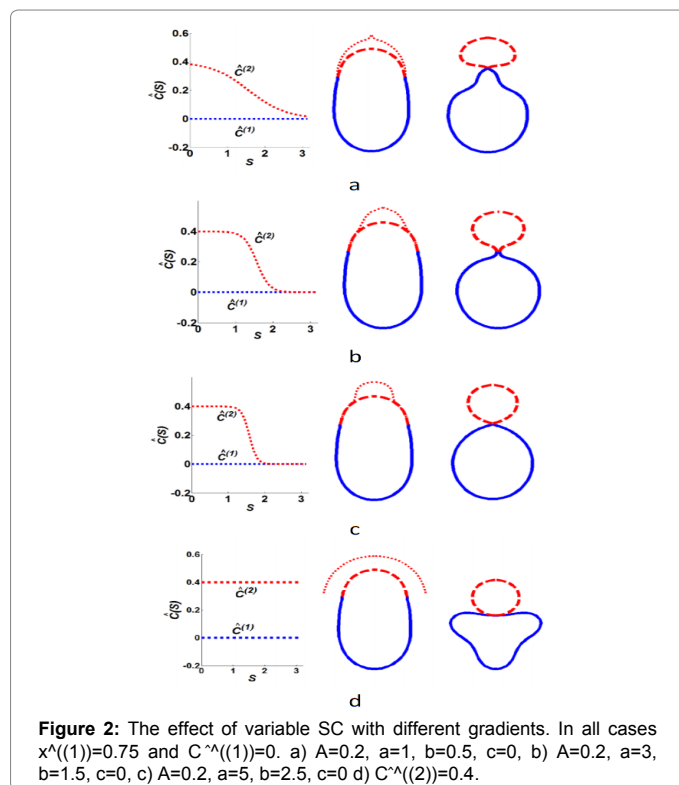 0.6
0.4
0.2
0
-0.2
Ĉ(S)
Ĉ(2)
Ĉ(1)
0 1 2 3
S
a
0.4
0.2
0
-0.2
Ĉ(S)
Ĉ(2)
Ĉ(1)
0 1 2 3
S
b
0.4
0.2
0
-0.2
Ĉ(S)
Ĉ(2)
Ĉ(1)
0 1 2 3
S
c
0.6
0.4
0.2
0
-0.2
Ĉ(S)
Ĉ(2)
Ĉ(1)
0 1 2 3
S
d
Figure 2: The effect of variable SC with different gradients. In all cases
x^((1))=0.75 and C^^((1))=0. a) A=0.2, a=1, b=0.5, c=0, b) A=0.2, a=3,
b=1.5, c=0, c) A=0.2, a=5, b=2.5, c=0 d) C^^((2))=0.4.